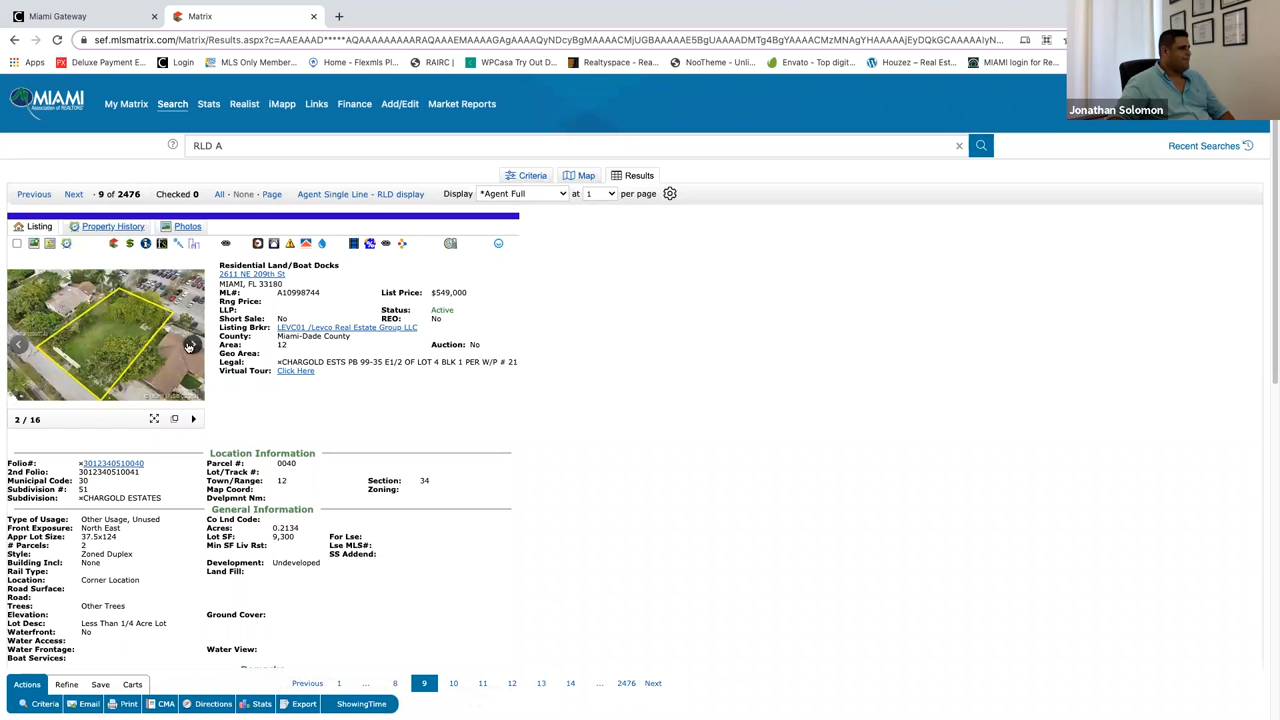 Miami Gateway
Matrix
sef.mlsmatrix.com/Matrix/Results.aspx?c=AAEAAAD*****AQAAAAAAAAARAQAAAEMAAAAGAgAAAAQyNDcyBgMAAAACMjUGBAAAAAE5BgUAAAADMTg4BgYAAAACMzMNAgYHAAAAAjEyDQkGCAAAAAIyN...
Apps
Deluxe Payment E...
Login
MLS Only Member...
Home - Flexmls Pl...
RAIRC |
WPCasa Try Out D...
Realtyspace - Rea...
NooTheme - Unli...
Envato - Top digit...
Houzez – Real Est...
MIAMI login for Re...
Jonathan Solomon
MIAMI
Association of REALTORS®
My Matrix
Search
Stats
Realist
iMapp
Links
Finance
Add/Edit
Market Reports
RLD A
Recent Searches
Criteria
Map
Results
Previous Next · 9 of 2476 Checked 0 All · None · Page Agent Single Line - RLD display Display *Agent Full at 1 per page
Listing Property History Photos
Residential Land/Boat Docks
2611 NE 209th St
MIAMI, FL 33180
ML#: A10998744 List Price: $549,000
Rng Price:
LLP: Status: Active
Short Sale: No REO: No
Listing Brkr: LEVC01 /Levco Real Estate Group LLC
County: Miami-Dade County
Area: 12 Auction: No
Geo Area:
Legal: ×CHARGOLD ESTS PB 99-35 E1/2 OF LOT 4 BLK 1 PER W/P # 21
Virtual Tour: Click Here
2 / 16
Location Information
Folio#: ×3012340510040 Parcel #: 0040
2nd Folio: 3012340510041 Lot/Track #:
Municipal Code: 30 Town/Range: 12 Section: 34
Subdivision #: 51 Map Coord: Zoning:
Subdivision: ×CHARGOLD ESTATES Dvelpmnt Nm:
General Information
Type of Usage: Other Usage, Unused Co Lnd Code:
Front Exposure: North East Acres: 0.2134
Appr Lot Size: 37.5x124 Lot SF: 9,300 For Lse:
# Parcels: 2 Min SF Liv Rst: Lse MLS#:
Style: Zoned Duplex SS Addend:
Building Incl: None Development: Undeveloped
Rail Type: Land Fill:
Location: Corner Location
Road Surface:
Road:
Trees: Other Trees
Elevation: Ground Cover:
Lot Desc: Less Than 1/4 Acre Lot
Waterfront: No
Water Access:
Water Frontage: Water View:
Boat Services:
Remarks
Actions Refine Save Carts
Previous 1 ... 8 9 10 11 12 13 14 ... 2476 Next
Criteria Email Print CMA Directions Stats Export ShowingTime